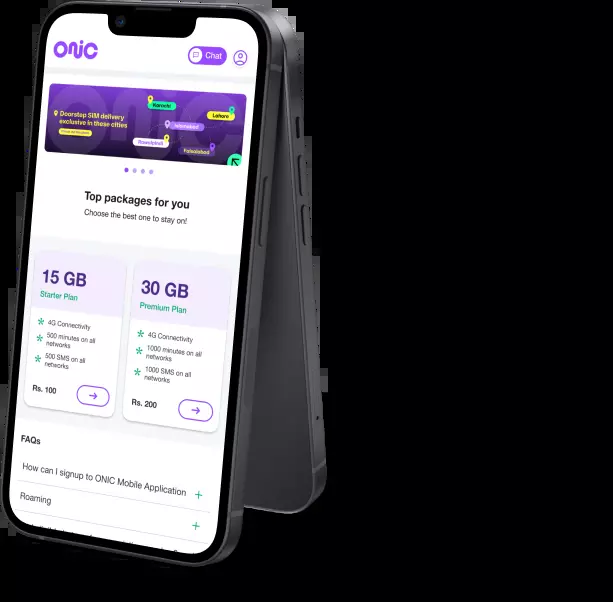 ONIC
Chat
Doorstep SIM delivery
exclusive in these cities
Karachi
Lahore
Islamabad
Rawalpindi
Faisalabad
Top packages for you
Choose the best one to stay on!
15 GB
Starter Plan
4G Connectivity
500 minutes on all
networks
500 SMS on all
networks
Rs. 100
30 GB
Premium Plan
4G Connectivity
1000 minutes on all
networks
1000 SMS on all
networks
Rs. 200
FAQs
How can I signup to ONIC Mobile Application
Roaming